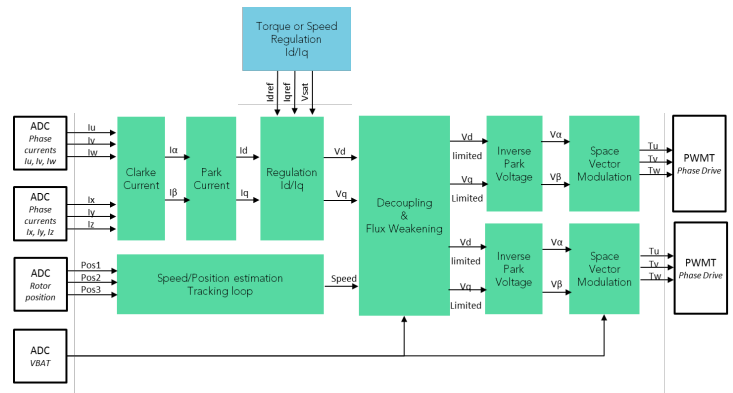 Torque or Speed
Regulation
Id/Iq
Idref
Iqref
Vsat
ADC
Phase
currents
Iu, Iv, Iw
Iu
Iv
Iw
ADC
Phase
currents
Ix, Iy, Iz
Ix
Iy
Iz
Clarke
Current
Iα
Iβ
Park
Current
Id
Iq
Regulation
Id/Iq
Vd
Vq
Decoupling
&
Flux Weakening
Vd
limited
Vq
Limited
Inverse
Park
Voltage
Vα
Vβ
Space
Vector
Modulation
Tu
Tv
Tw
PWMT
Phase Drive
ADC
Rotor
position
Pos1
Pos2
Pos3
Speed/Position estimation
Tracking loop
Speed
Vd
limited
Vq
Limited
Inverse
Park
Voltage
Vα
Vβ
Space
Vector
Modulation
Tu
Tv
Tw
PWMT
Phase Drive
ADC
VBAT